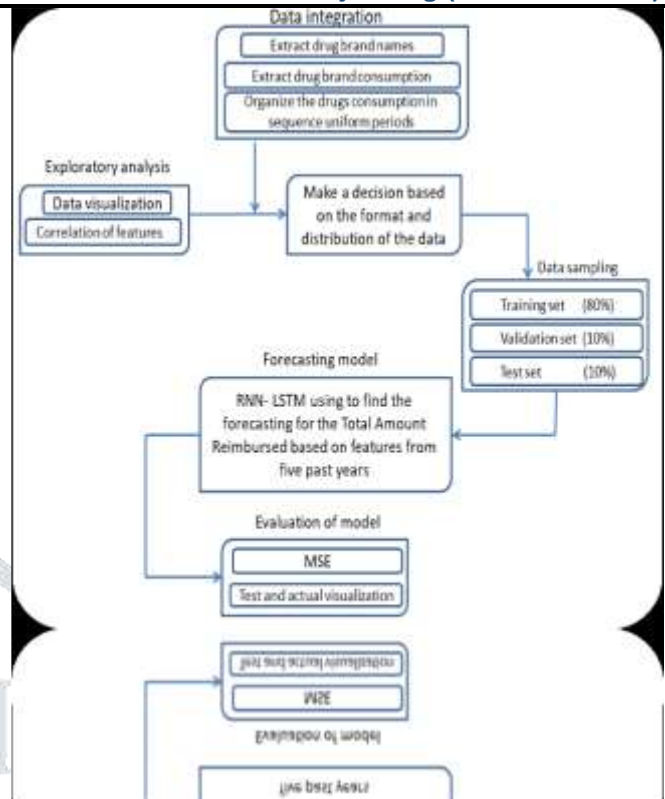 Data integration
Extract drug brand names
Extract drug brand consumption
Organize the drugs consumption in
sequence uniform periods
Exploratory analysis
Data visualization
Correlation of features
Make a decision based
on the format and
distribution of the data
Data sampling
Training set (80%)
Validation set (10%)
Test set (10%)
Forecasting model
RNN- LSTM using to find the
forecasting for the Total Amount
Reimbursed based on features from
five past years
Evaluation of model
MSE
Test and actual visualization
Test and actual visualization
MSE
Evaluation of model
five past years